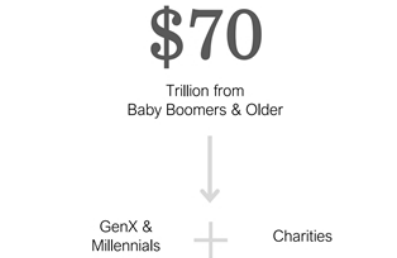 $70
Trillion from
Baby Boomers & Older
GenX &
Millennials
Charities